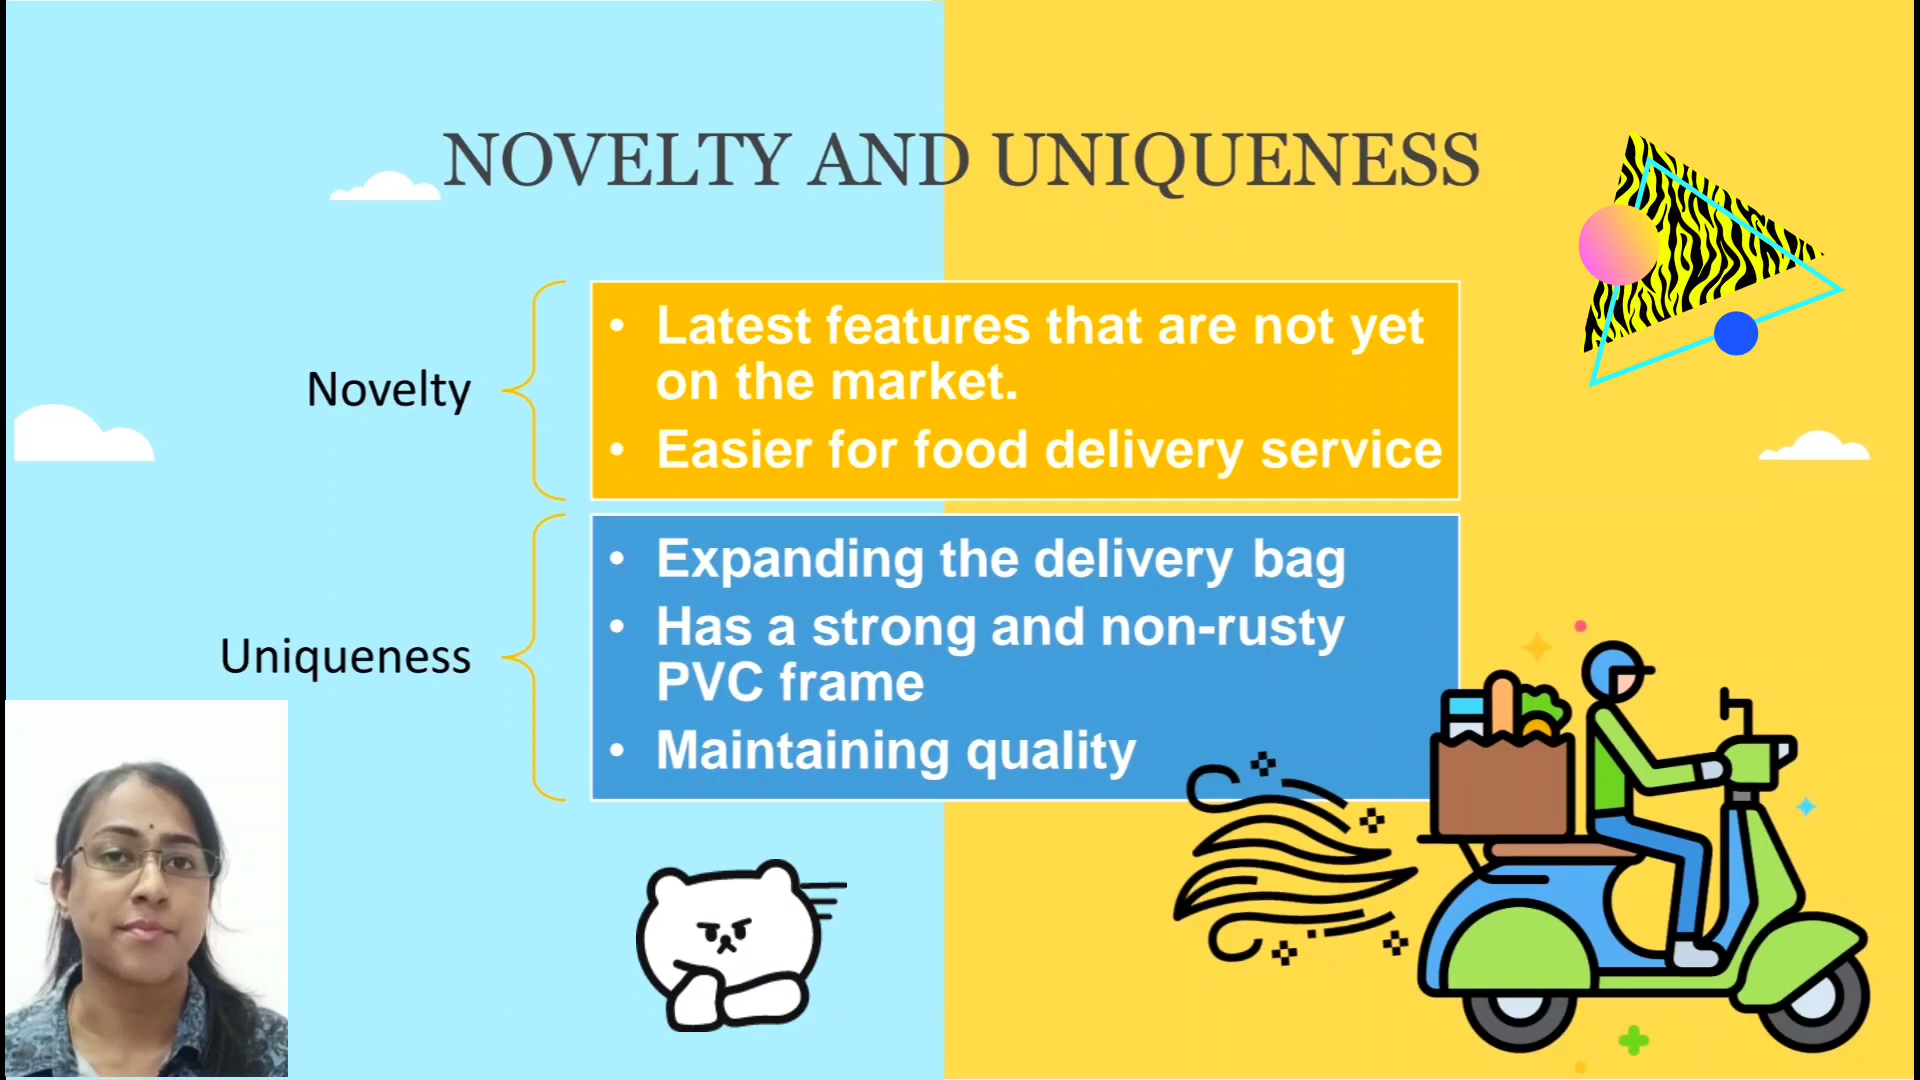 NOVELTY AND UNIQUENESS
Novelty
• Latest features that are not yet
on the market.
• Easier for food delivery service
Uniqueness
• Expanding the delivery bag
• Has a strong and non-rusty
PVC frame
• Maintaining quality